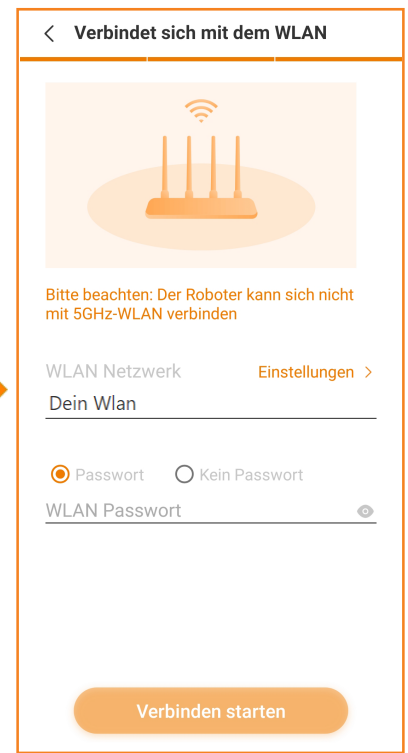 Verbindet sich mit dem WLAN
Bitte beachten: Der Roboter kann sich nicht
mit 5GHz-WLAN verbinden
WLAN Netzwerk Einstellungen >
Dein Wlan
Passwort Kein Passwort
WLAN Passwort
Verbinden starten